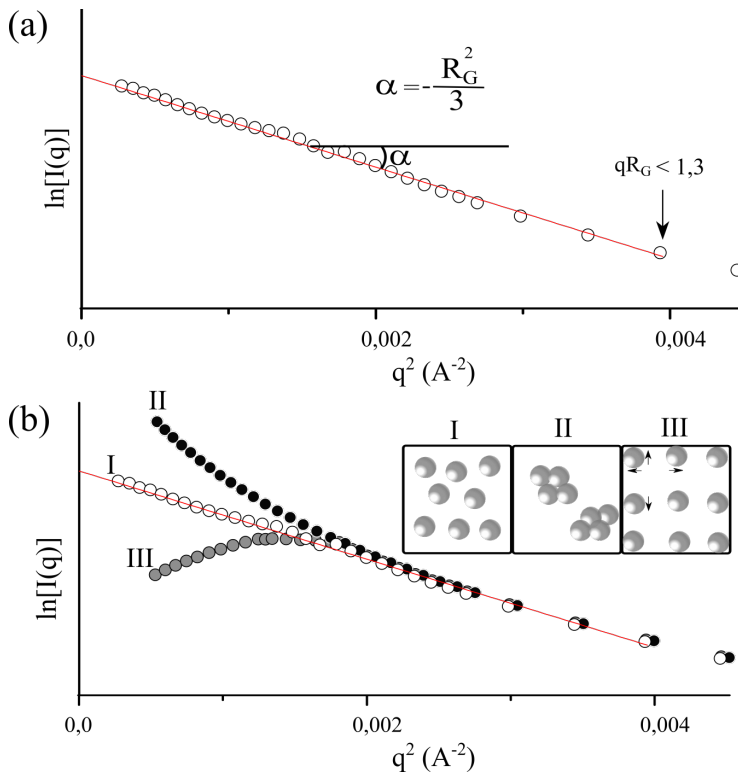 (a)
α = - R_G^2 / 3
α
qR_G < 1,3
ln[I(q)]
0,0
0,002
0,004
q^2 (A^-2)
(b)
II
I
III
I
II
III
ln[I(q)]
0,0
0,002
0,004
q^2 (A^-2)